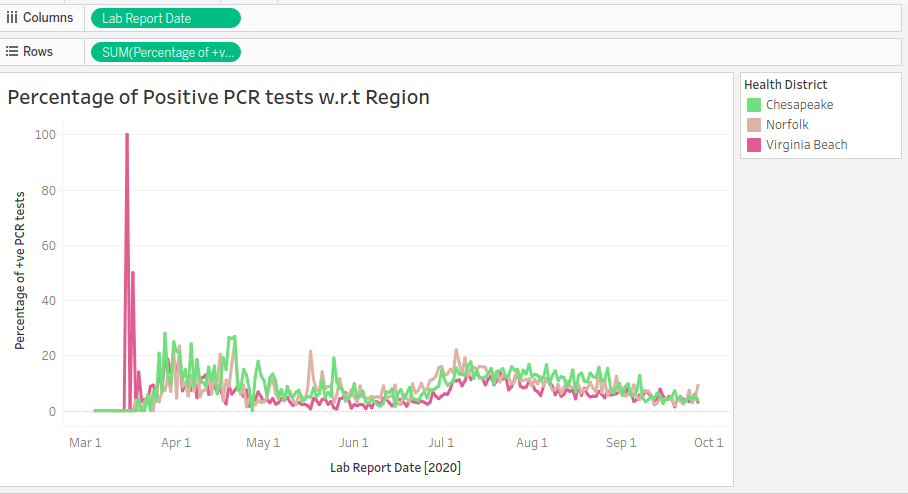 Columns
Lab Report Date
Rows
SUM(Percentage of +v...
Percentage of Positive PCR tests w.r.t Region
Health District
Chesapeake
Norfolk
Virginia Beach
Percentage of +ve PCR tests
100
80
60
40
20
0
Mar 1 Apr 1 May 1 Jun 1 Jul 1 Aug 1 Sep 1 Oct 1
Lab Report Date [2020]